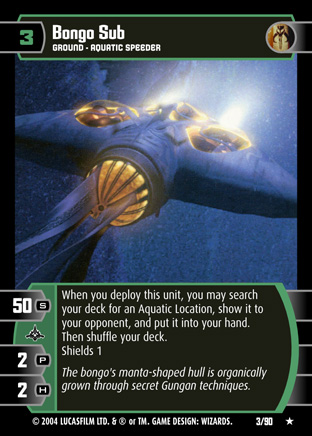 3
Bongo Sub
GROUND • AQUATIC SPEEDER
50 S
2 P
2 H
When you deploy this unit, you may search
your deck for an Aquatic Location, show it to
your opponent, and put it into your hand.
Then shuffle your deck.
Shields 1
The bongo's manta-shaped hull is organically
grown through secret Gungan techniques.
© 2004 LUCASFILM LTD. & ® or TM. GAME DESIGN: WIZARDS.
3/90 ★